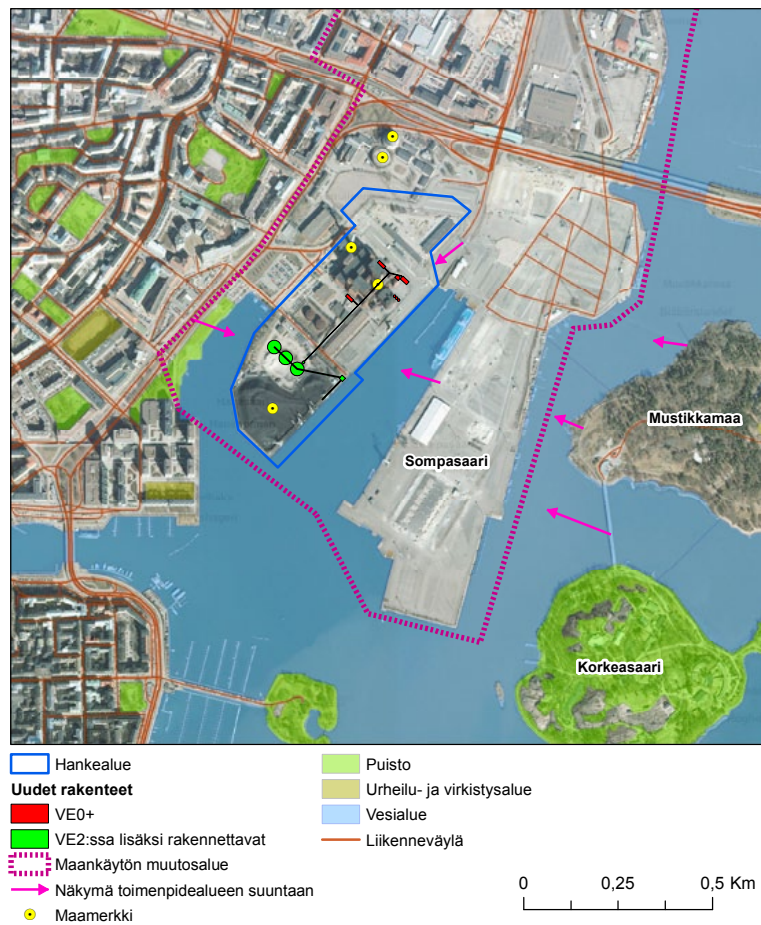 Mustikkamaa
Sompasaari
Korkeasaari
Hankealue
Uudet rakenteet
VE0+
VE2:ssa lisäksi rakennettavat
Maankäytön muutosalue
Näkymä toimenpidealueen suuntaan
Maamerkki
Puisto
Urheilu- ja virkistysalue
Vesialue
Liikenneväylä
0 0,25 0,5 Km